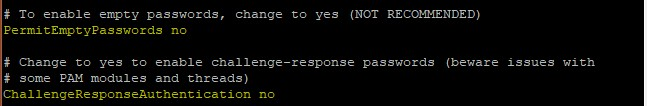 # To enable empty passwords, change to yes (NOT RECOMMENDED)
PermitEmptyPasswords no
# Change to yes to enable challenge-response passwords (beware issues with
# some PAM modules and threads)
ChallengeResponseAuthentication no